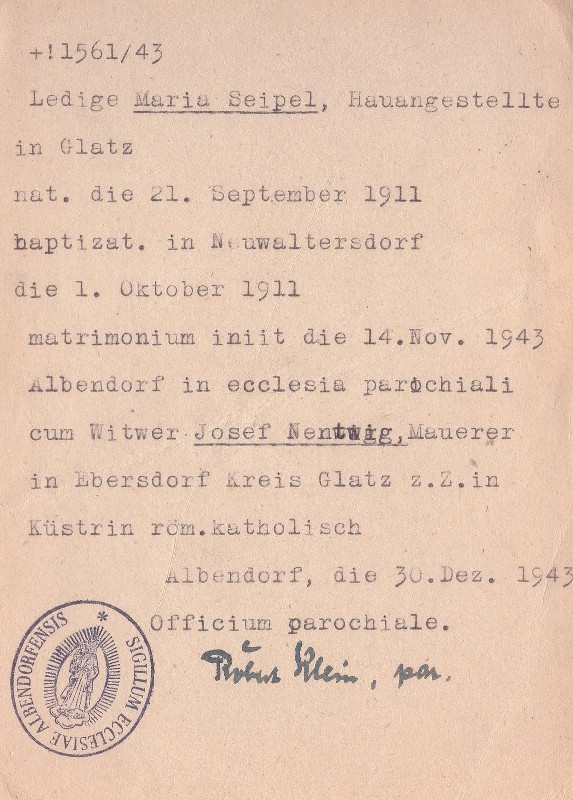 +!1561/43
Ledige Maria Seipel, Hauangestellte
in Glatz
nat. die 21. September 1911
baptizat. in Neuwaltersdorf
die 1. Oktober 1911
matrimonium iniit die 14.Nov. 1943
Albendorf in ecclesia parochiali
cum Witwer Josef Nentwig, Mauerer
in Ebersdorf Kreis Glatz z.Z.in
Küstrin röm.katholisch
Albendorf, die 30.Dez. 1943
Officium parochiale.
Robert Klein, par.
* SIGILLUM ECCLESIAE ALBENDORFENSIS